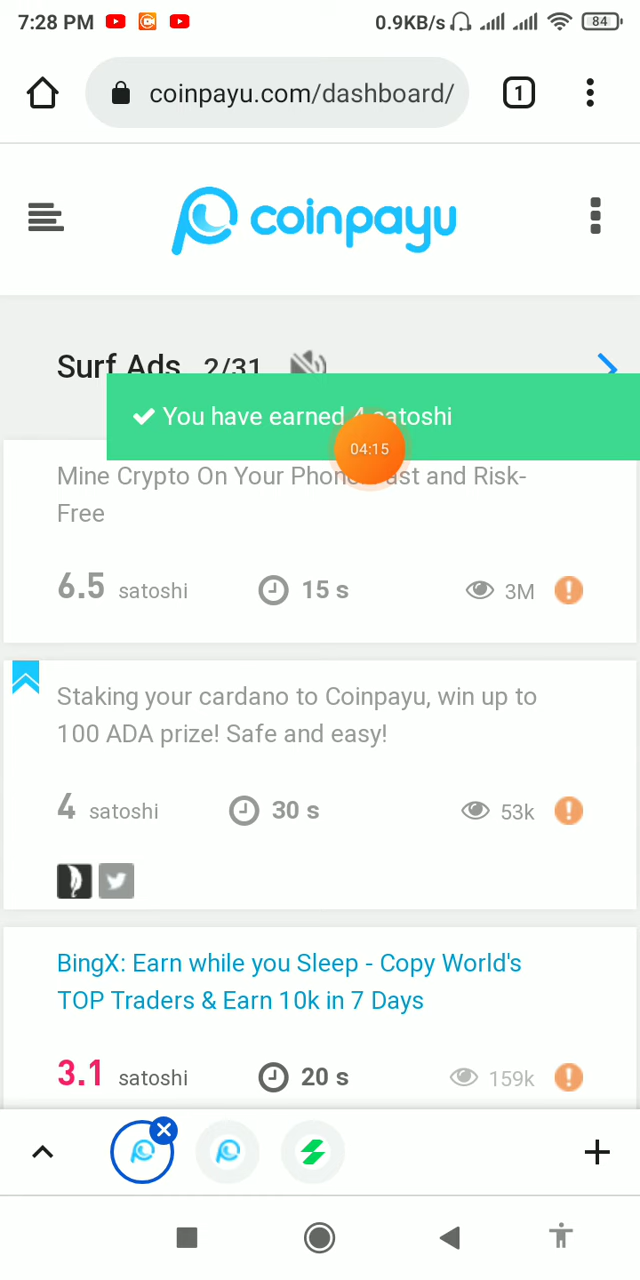 7:28 PM
0.9KB/s
84
coinpayu.com/dashboard/
1
coinpayu
Surf Ads 2/31
You have earned 4 satoshi
04:15
Mine Crypto On Your Phone Fast and Risk-
Free
6.5 satoshi 15 s 3M
Staking your cardano to Coinpayu, win up to
100 ADA prize! Safe and easy!
4 satoshi 30 s 53k
BingX: Earn while you Sleep - Copy World's
TOP Traders & Earn 10k in 7 Days
3.1 satoshi 20 s 159k